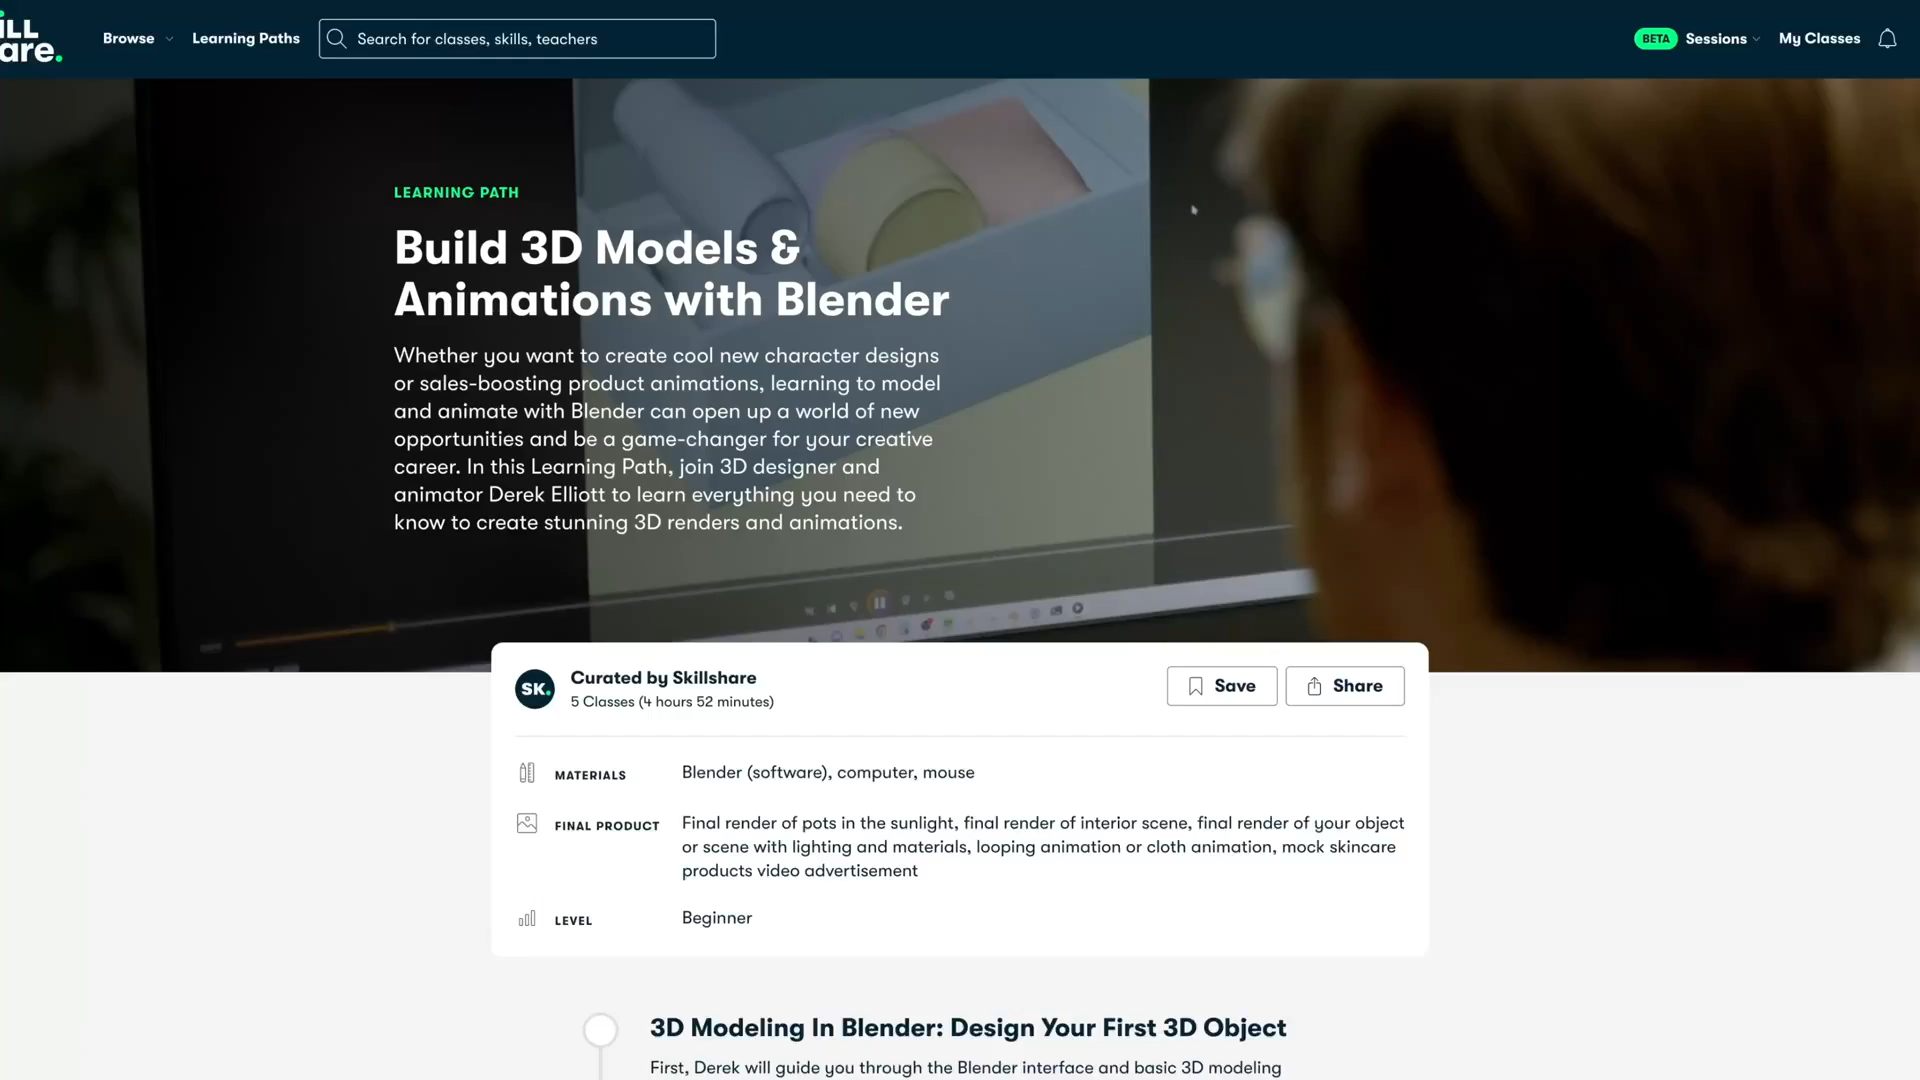 ILL
are.
Browse
Learning Paths
Search for classes, skills, teachers
BETA
Sessions
My Classes
LEARNING PATH
Build 3D Models &
Animations with Blender
Whether you want to create cool new character designs
or sales-boosting product animations, learning to model
and animate with Blender can open up a world of new
opportunities and be a game-changer for your creative
career. In this Learning Path, join 3D designer and
animator Derek Elliott to learn everything you need to
know to create stunning 3D renders and animations.
SK.
Curated by Skillshare
5 Classes (4 hours 52 minutes)
Save
Share
MATERIALS
Blender (software), computer, mouse
FINAL PRODUCT
Final render of pots in the sunlight, final render of interior scene, final render of your object
or scene with lighting and materials, looping animation or cloth animation, mock skincare
products video advertisement
LEVEL
Beginner
3D Modeling In Blender: Design Your First 3D Object
First, Derek will guide you through the Blender interface and basic 3D modeling